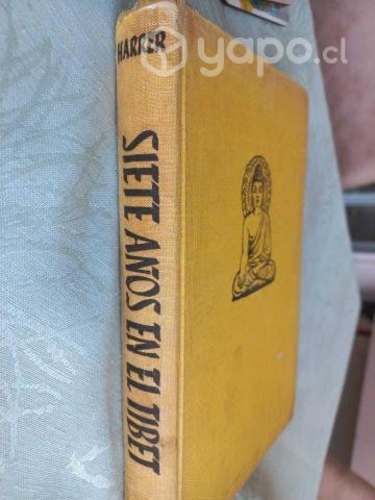 yapo.cl
HARRER
SIETE AÑOS EN EL TIBET